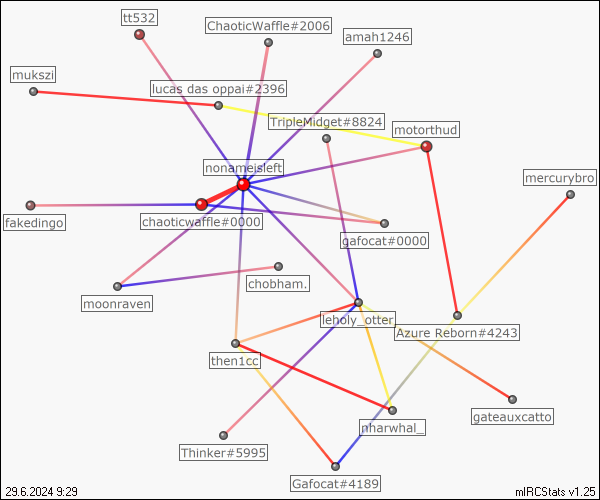 tt532
ChaoticWaffle#2006
amah1246
mukszi
lucas das oppai#2396
TripleMidget#8824
motorthud
nonameisleft
mercurybro
chaoticwaffle#0000
fakedingo
gafocat#0000
chobham.
moonraven
leholy_otter
Azure Reborn#4243
then1cc
gateauxcatto
nharwhal_
Thinker#5995
Gafocat#4189
29.6.2024 9:29
mIRCStats v1.25